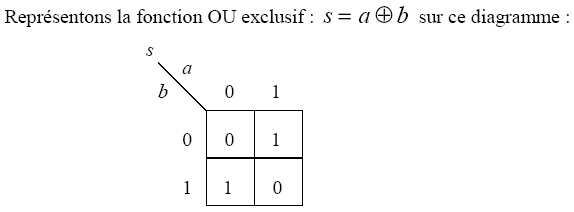 Représentons la fonction OU exclusif : s = a ⊕ b sur ce diagramme :
s
a
b 0 1
0 0 1
1 1 0